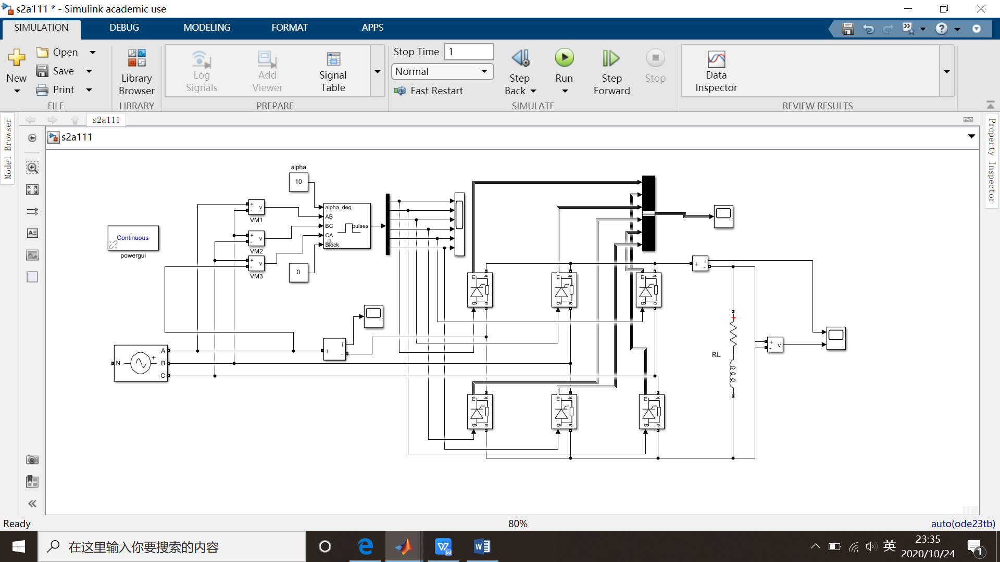 s2a111 * - Simulink academic use
SIMULATION DEBUG MODELING FORMAT APPS
New
Open
Save
Print
FILE
Library Browser
LIBRARY
Log Signals
Add Viewer
Signal Table
PREPARE
Stop Time 1
Normal
Fast Restart
Step Back
Run
Step Forward
Stop
SIMULATE
Data Inspector
REVIEW RESULTS
Model Browser
Property Inspector
s2a111
s2a111
alpha
10
alpha_deg
AB
BC
CA
Block
pulses
+
-
v
VM1
+
-
v
VM2
+
-
v
VM3
0
Continuous
powergui
N
A
B
C
+
+
i
-
m
k
g
a
m
k
g
a
m
k
g
a
m
k
g
a
m
k
g
a
m
k
g
a
+
i
-
+
RL
+
-
v
Ready
80%
auto(ode23tb)
在这里输入你要搜索的内容
英
23:35
2020/10/24
1